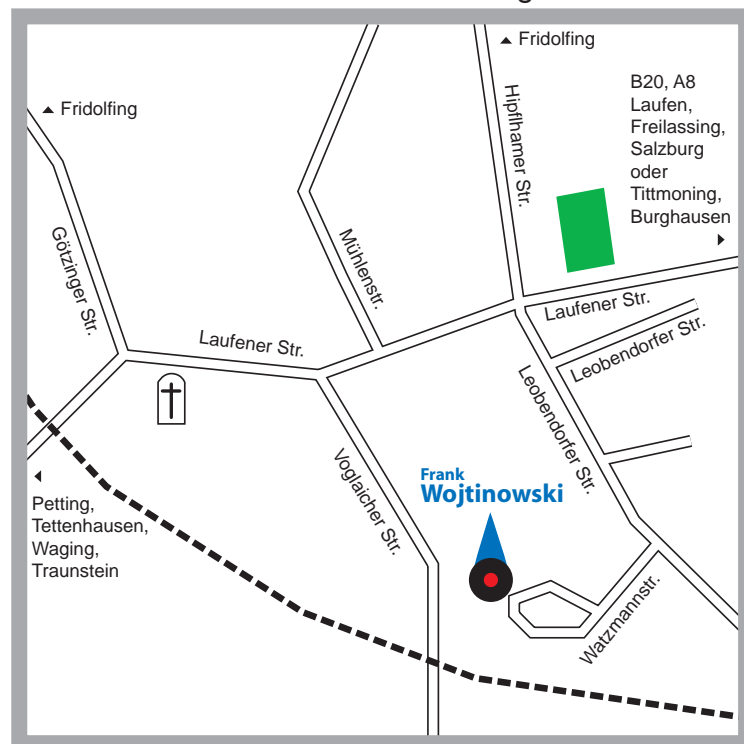 Fridolfing
Fridolfing
B20, A8
Laufen,
Freilassing,
Salzburg
oder
Tittmoning,
Burghausen
Hipflhamer Str.
Götzinger Str.
Mühlenstr.
Laufener Str.
Laufener Str.
Leobendorfer Str.
Leobendorfer Str.
Voglaicher Str.
Frank
Wojtinowski
Petting,
Tettenhausen,
Waging,
Traunstein
Watzmannstr.